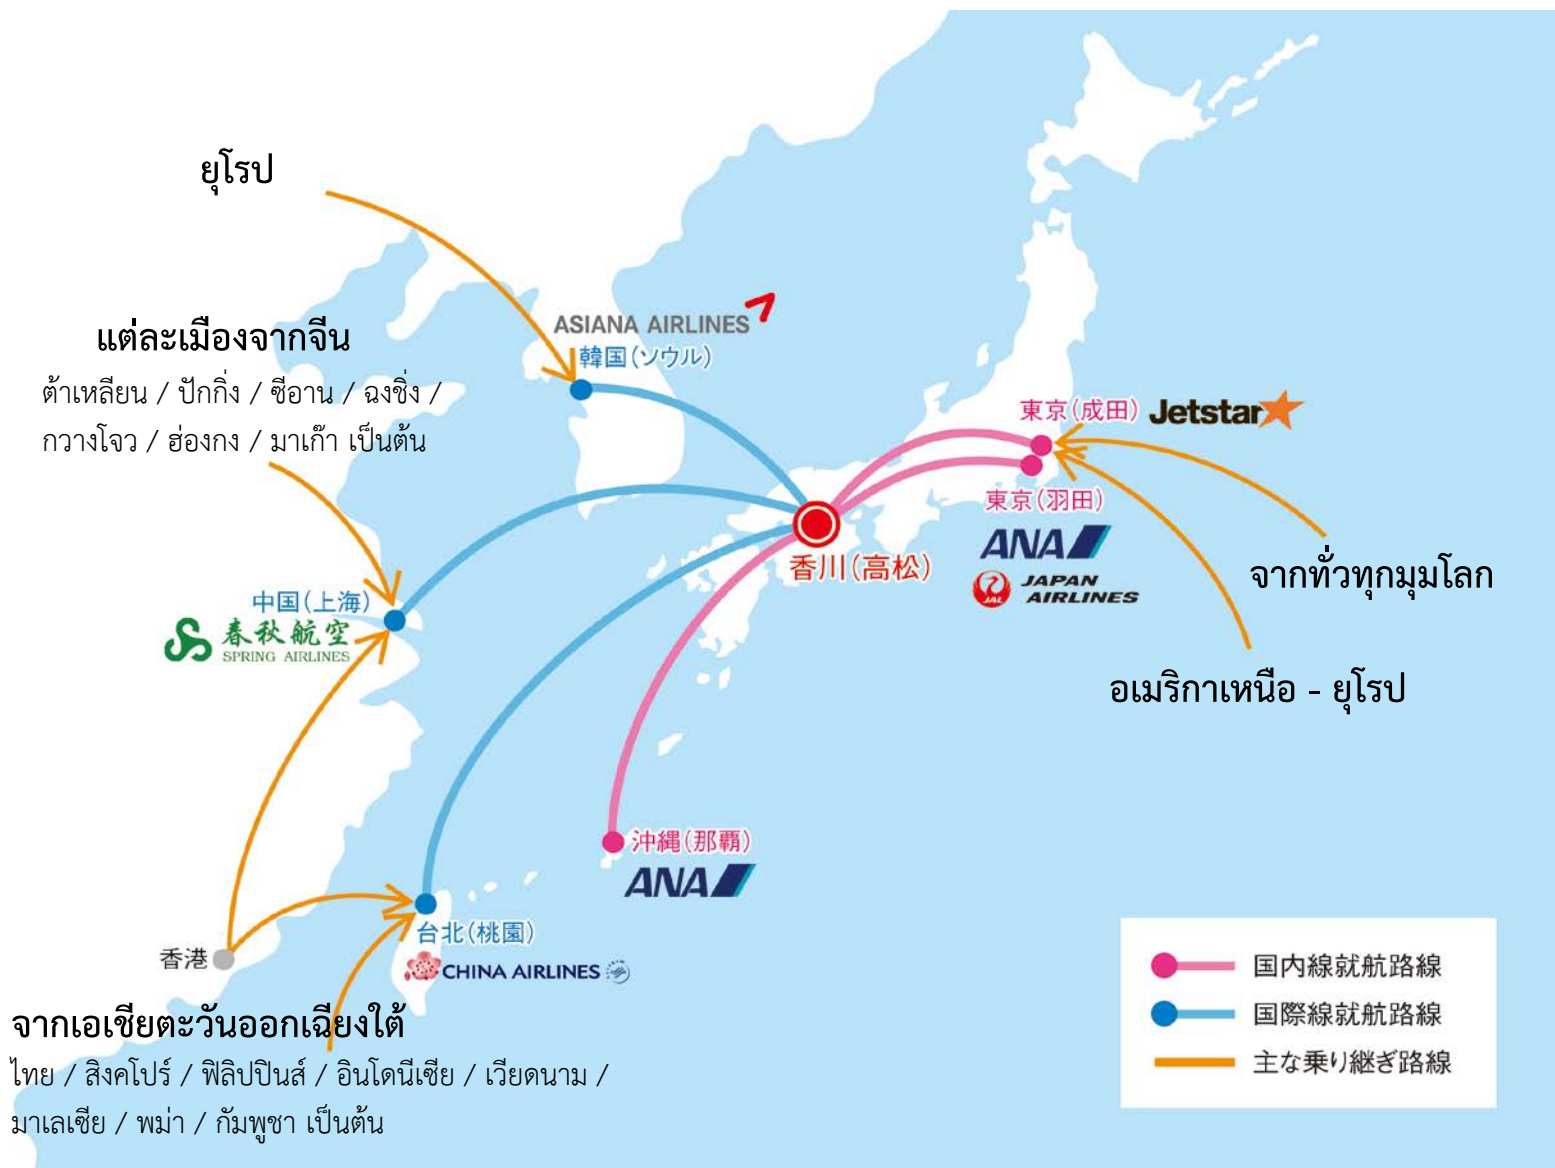 ยุโรป
ASIANA AIRLINES
韓国(ソウル)
แต่ละเมืองจากจีน
ต้าเหลียน / ปักกิ่ง / ซีอาน / ฉงชิ่ง /
กวางโจว / ฮ่องกง / มาเก๊า เป็นต้น
東京(成田) Jetstar
東京(羽田)
ANA
JAL JAPAN
AIRLINES
香川(高松)
จากทั่วทุกมุมโลก
อเมริกาเหนือ - ยุโรป
中国(上海)
春秋航空
SPRING AIRLINES
沖縄(那覇)
ANA
台北(桃園)
CHINA AIRLINES
香港
จากเอเชียตะวันออกเฉียงใต้
ไทย / สิงคโปร์ / ฟิลิปปินส์ / อินโดนีเซีย / เวียดนาม /
มาเลเซีย / พม่า / กัมพูชา เป็นต้น
国内線就航路線
国際線就航路線
主な乗り継ぎ路線